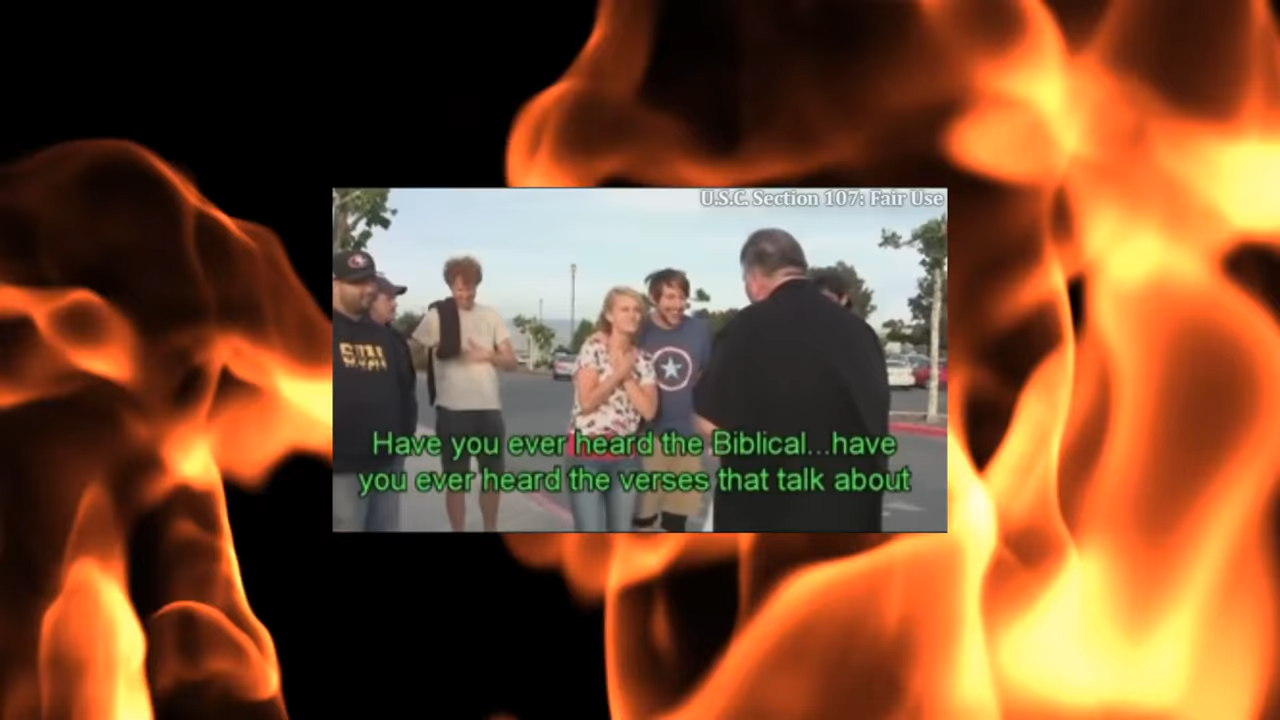 U.S.C. Section 107: Fair Use
Have you ever heard the Biblical...have
you ever heard the verses that talk about